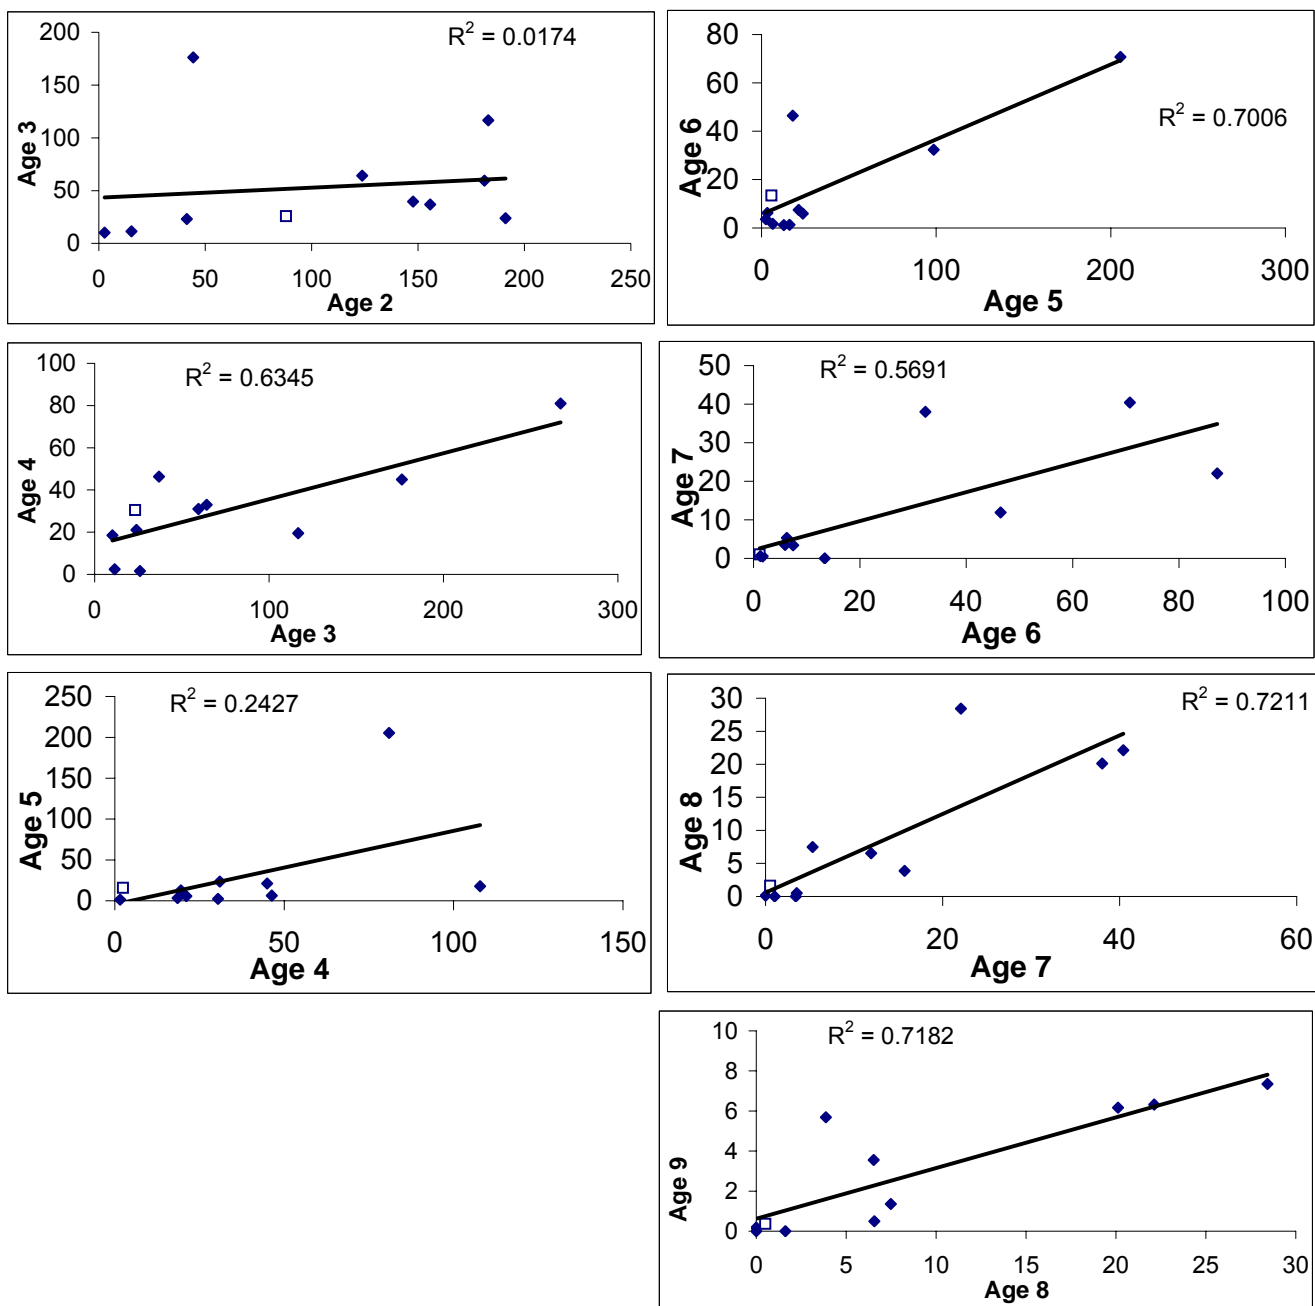 R² = 0.0174
200
150
100
50
0
Age 3
0 50 100 150 200 250
Age 2
R² = 0.6345
100
80
60
40
20
0
Age 4
0 100 200 300
Age 3
R² = 0.2427
250
200
150
100
50
0
Age 5
0 50 100 150
Age 4
R² = 0.7006
80
60
40
20
0
Age 6
0 100 200 300
Age 5
R² = 0.5691
50
40
30
20
10
0
Age 7
0 20 40 60 80 100
Age 6
R² = 0.7211
30
25
20
15
10
5
0
Age 8
0 20 40 60
Age 7
R² = 0.7182
10
8
6
4
2
0
Age 9
0 5 10 15 20 25 30
Age 8